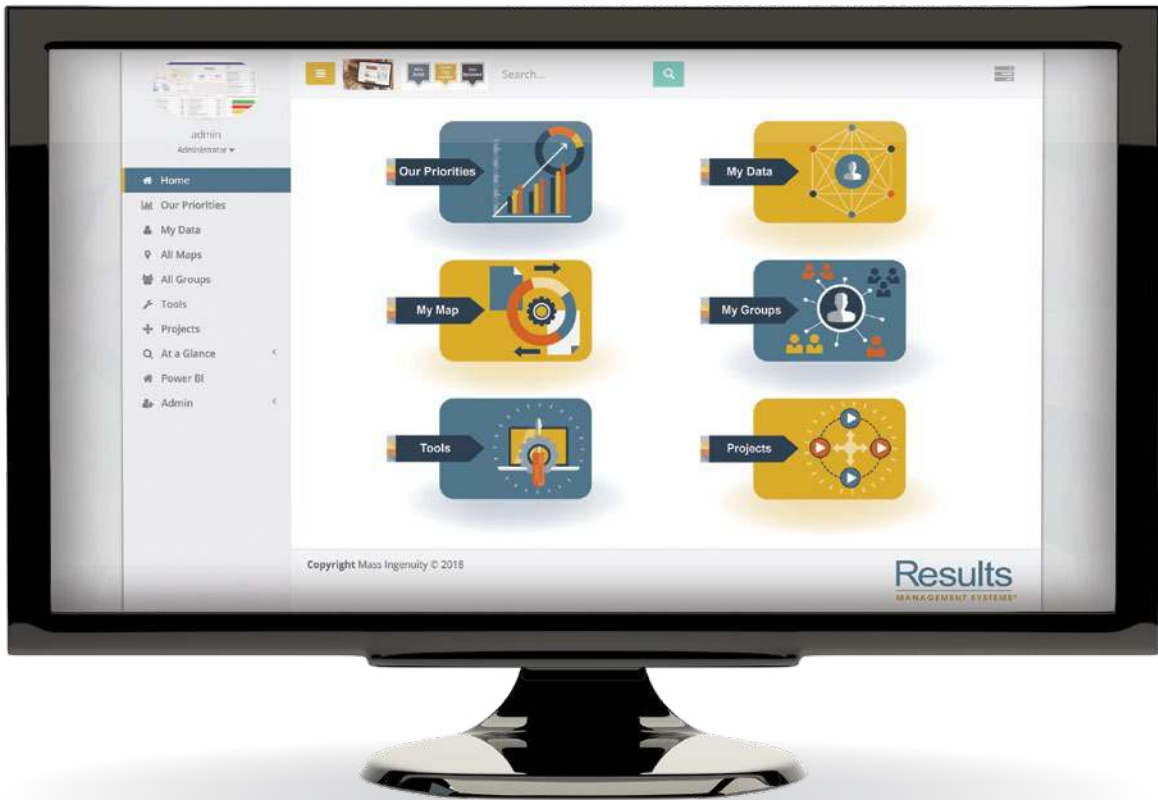 admin
Administrator
Home
Our Priorities
My Data
All Maps
All Groups
Tools
Projects
At a Glance
Power BI
Admin
Search...
Our Priorities
My Data
My Map
My Groups
Tools
Projects
Copyright Mass Ingenuity © 2018
Results
MANAGEMENT SYSTEMS®